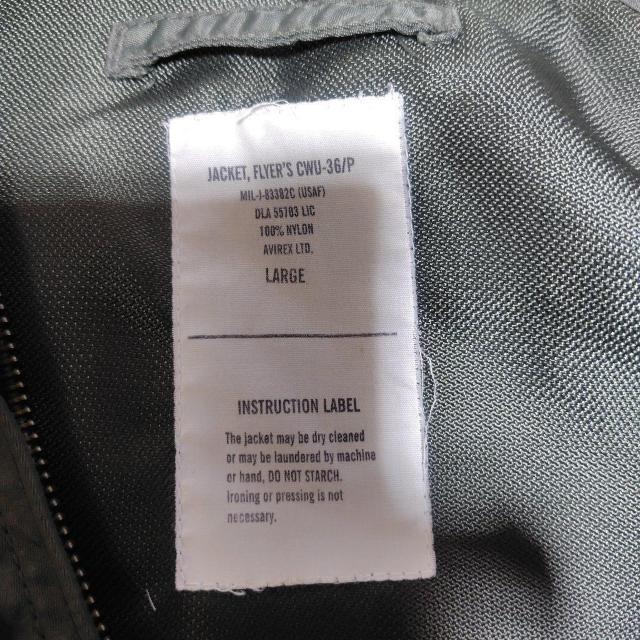 JACKET, FLYER'S CWU-36/P
MIL-J-83382C (USAF)
DLA 55703 LIC
100% NYLON
AVIREX LTD.
LARGE
INSTRUCTION LABEL
The jacket may be dry cleaned
or may be laundered by machine
or hand, DO NOT STARCH.
Ironing or pressing is not
necessary.